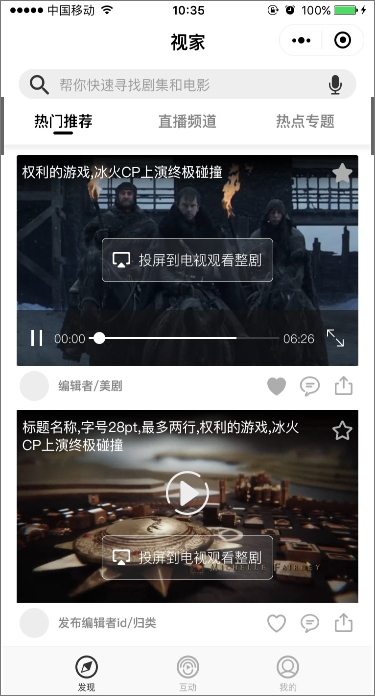 中国移动
10:35
100%
视家
帮你快速寻找剧集和电影
热门推荐
直播频道
热点专题
权利的游戏,冰火CP上演终极碰撞
投屏到电视观看整剧
00:00
06:26
编辑者/美剧
标题名称,字号28pt,最多两行,权利的游戏,冰火
CP上演终极碰撞
投屏到电视观看整剧
MICHELLE FAIRLEY
发布编辑者id/归类
发现
互动
我的